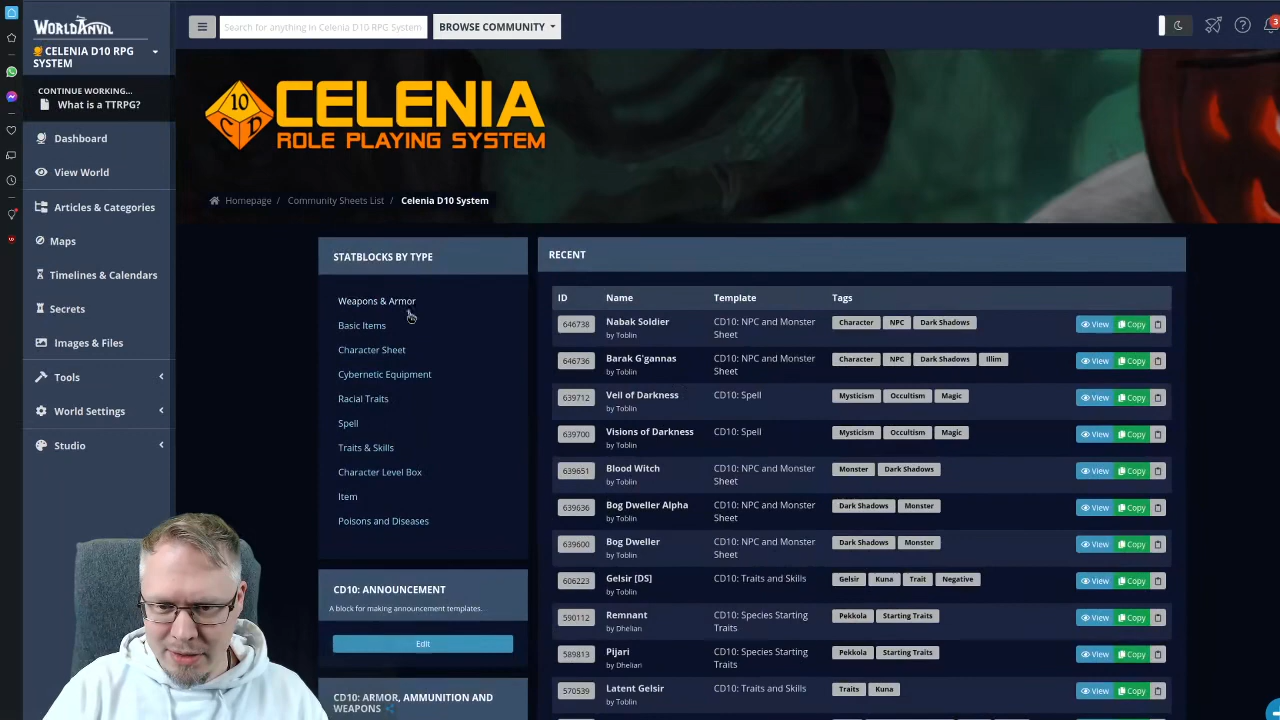 WORLDANVIL
CELENIA D10 RPG
SYSTEM
CONTINUE WORKING...
What is a TTRPG?
Dashboard
View World
Articles & Categories
Maps
Timelines & Calendars
Secrets
Images & Files
Tools
World Settings
Studio
Search for anything in Celenia D10 RPG System
BROWSE COMMUNITY
3
10
C D
CELENIA
ROLE PLAYING SYSTEM
Homepage / Community Sheets List / Celenia D10 System
STATBLOCKS BY TYPE
Weapons & Armor
Basic Items
Character Sheet
Cybernetic Equipment
Racial Traits
Spell
Traits & Skills
Character Level Box
Item
Poisons and Diseases
CD10: ANNOUNCEMENT
A block for making announcement templates.
Edit
CD10: ARMOR, AMMUNITION AND
WEAPONS
RECENT
ID Name Template Tags
646738 Nabak Soldier CD10: NPC and Monster Character NPC Dark Shadows View Copy
by Toblin Sheet
646736 Barak G'gannas CD10: NPC and Monster Character NPC Dark Shadows Illim View Copy
by Toblin Sheet
639712 Veil of Darkness CD10: Spell Mysticism Occultism Magic View Copy
by Toblin
639700 Visions of Darkness CD10: Spell Mysticism Occultism Magic View Copy
by Toblin
639651 Blood Witch CD10: NPC and Monster Monster Dark Shadows View Copy
by Toblin Sheet
639636 Bog Dweller Alpha CD10: NPC and Monster Dark Shadows Monster View Copy
by Toblin Sheet
639600 Bog Dweller CD10: NPC and Monster Dark Shadows Monster View Copy
by Toblin Sheet
606223 Gelsir [DS] CD10: Traits and Skills Gelsir Kuna Trait Negative View Copy
by Toblin
590112 Remnant CD10: Species Starting Pekkola Starting Traits View Copy
by Dhelian Traits
589813 Pijari CD10: Species Starting Pekkola Starting Traits View Copy
by Dhelian Traits
570539 Latent Gelsir CD10: Traits and Skills Traits Kuna View Copy
by Toblin